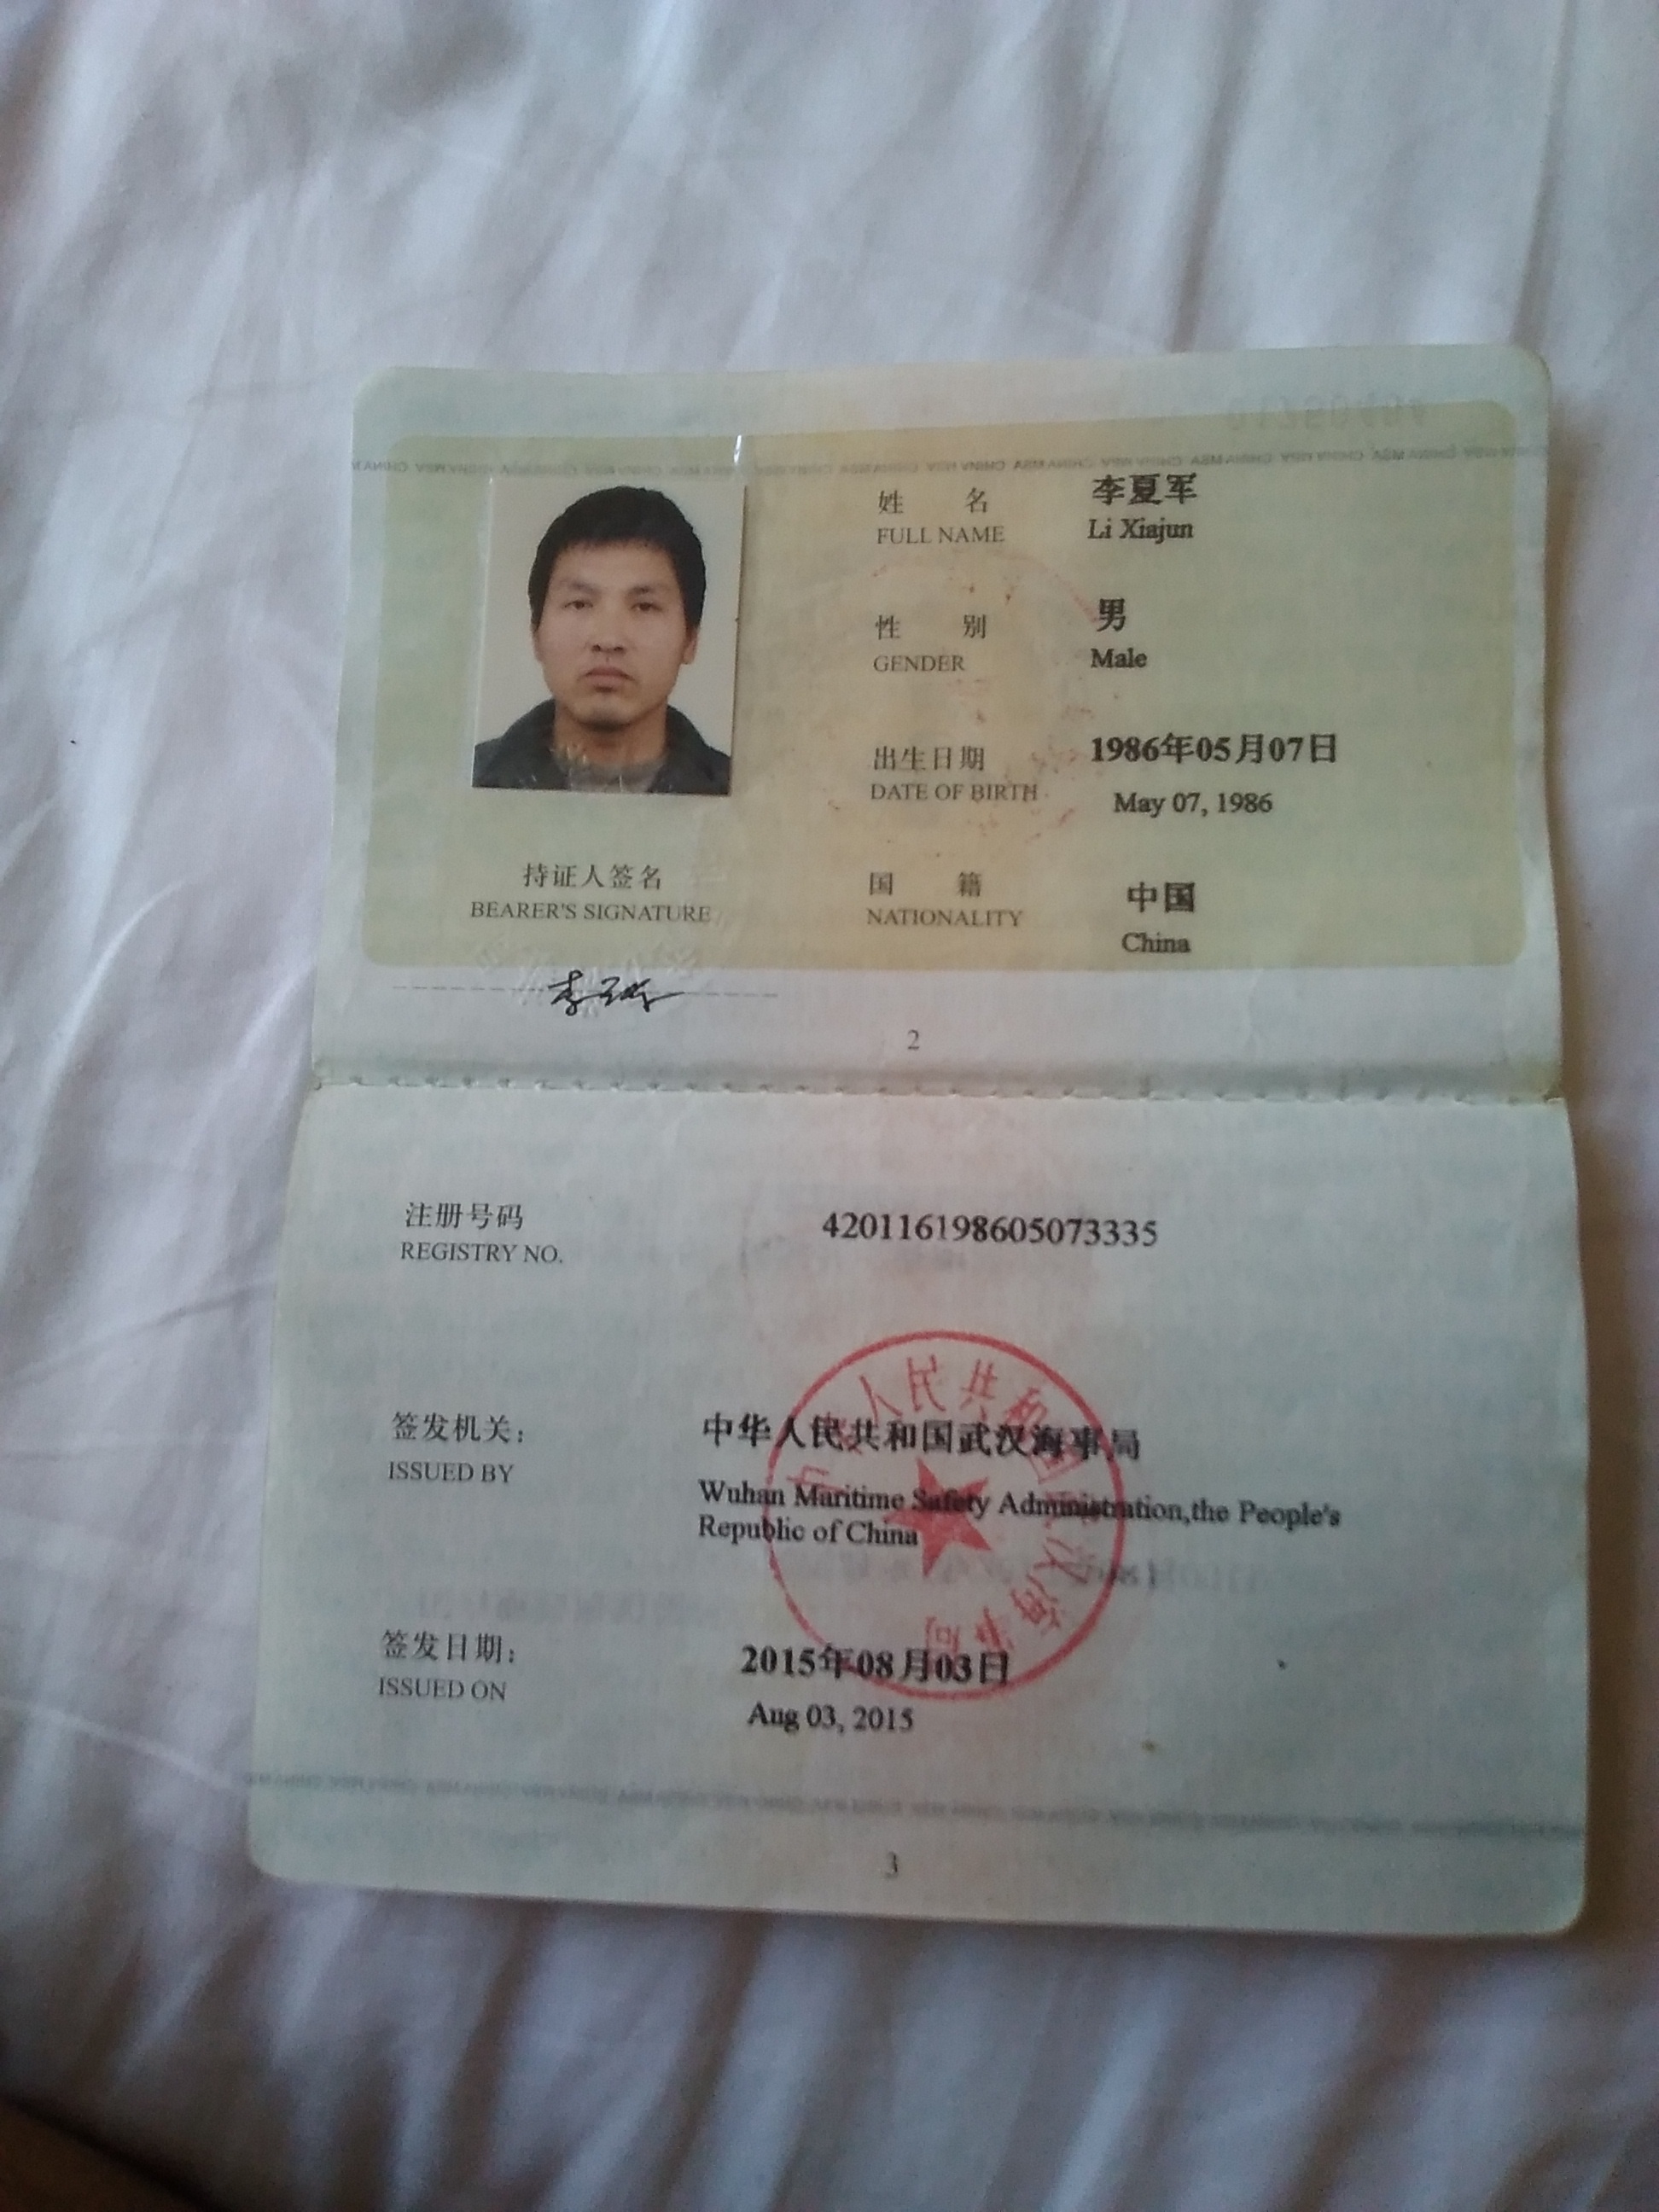 姓 名 李夏军
FULL NAME Li Xiajun
性 别 男
GENDER Male
出生日期 1986年05月07日
DATE OF BIRTH May 07, 1986
持证人签名
BEARER'S SIGNATURE
国 籍 中国
NATIONALITY China
2
注册号码 420116198605073335
REGISTRY NO.
签发机关: 中华人民共和国武汉海事局
ISSUED BY Wuhan Maritime Safety Administration,the People's
Republic of China
签发日期: 2015年08月03日
ISSUED ON Aug 03, 2015
3